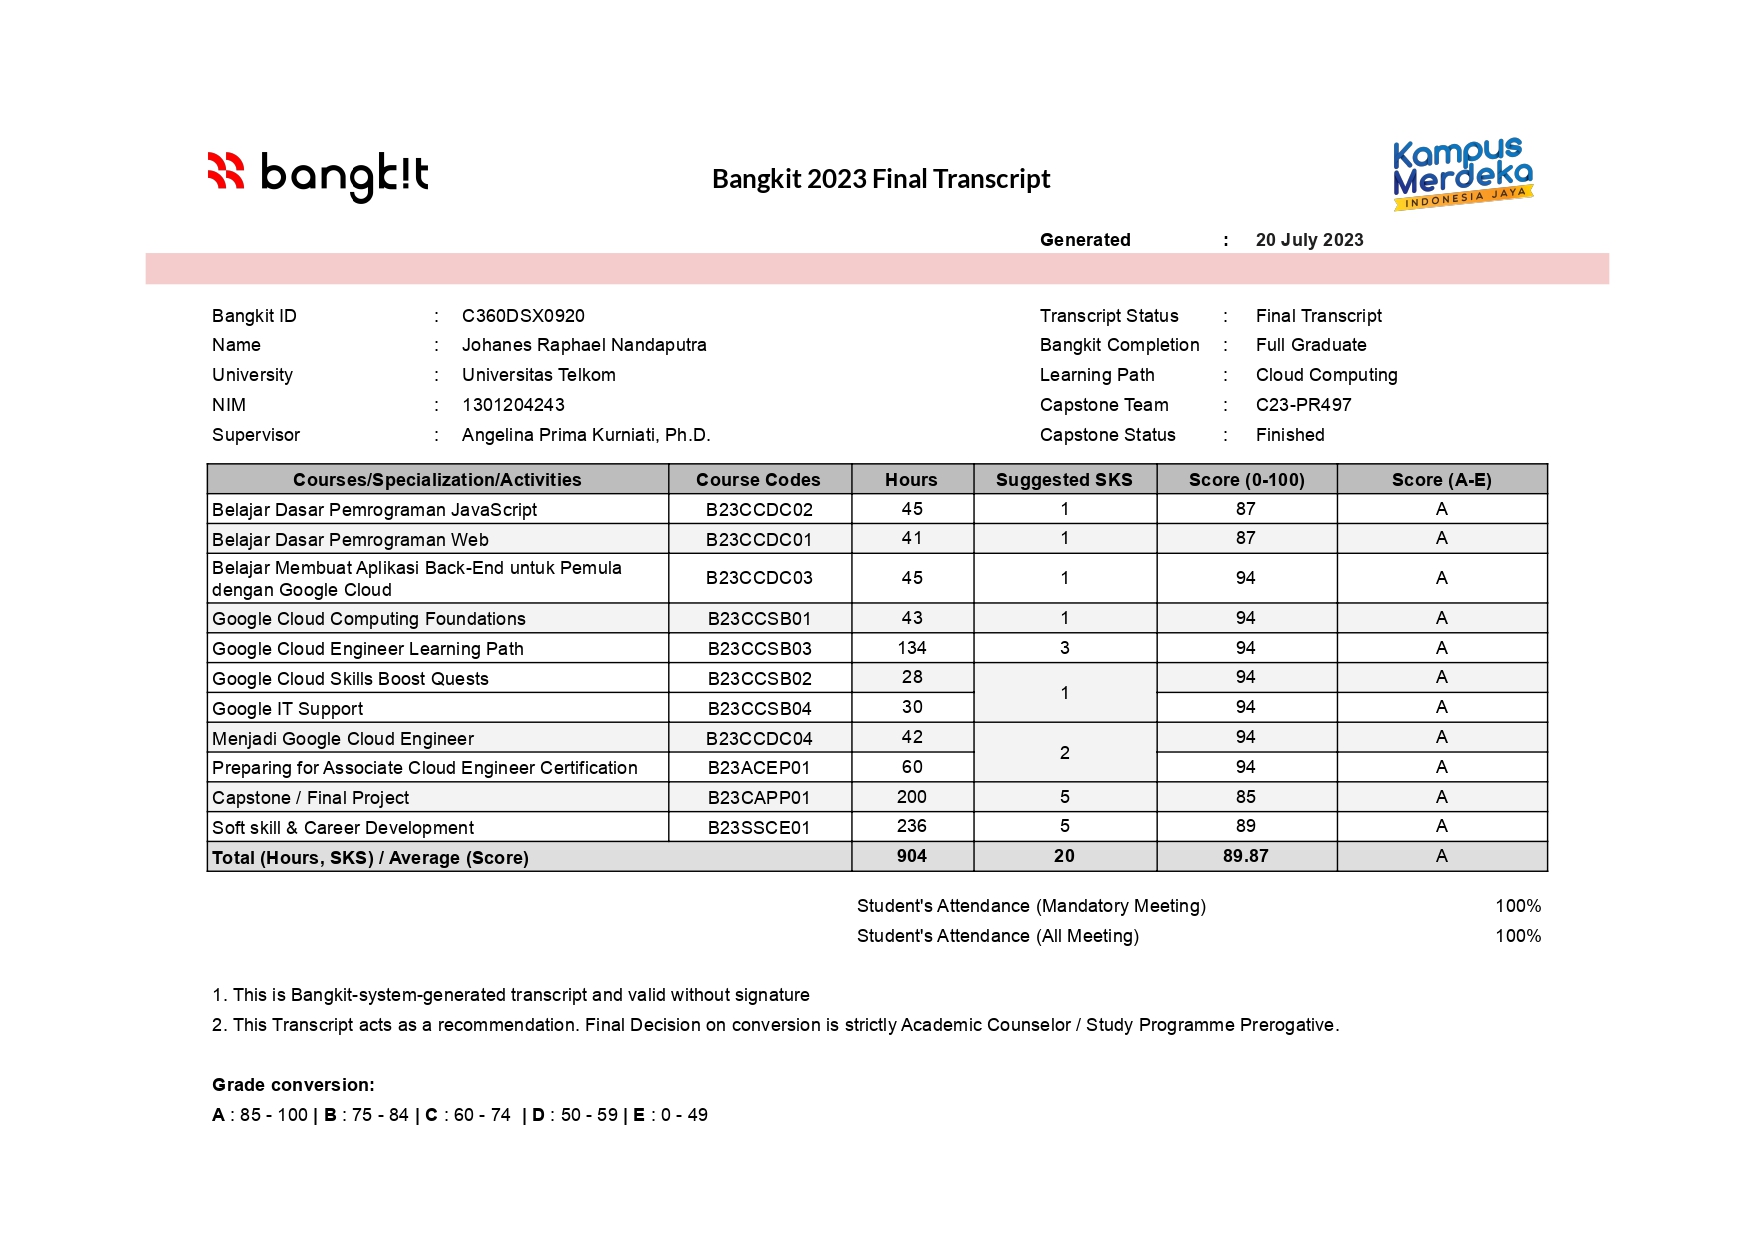 bangk!t
Bangkit 2023 Final Transcript
Kampus
Merdeka
INDONESIA JAYA
Generated : 20 July 2023
Bangkit ID : C360DSX0920 Transcript Status : Final Transcript
Name : Johanes Raphael Nandaputra Bangkit Completion : Full Graduate
University : Universitas Telkom Learning Path : Cloud Computing
NIM : 1301204243 Capstone Team : C23-PR497
Supervisor : Angelina Prima Kurniati, Ph.D. Capstone Status : Finished
Courses/Specialization/Activities Course Codes Hours Suggested SKS Score (0-100) Score (A-E)
Belajar Dasar Pemrograman JavaScript B23CCDC02 45 1 87 A
Belajar Dasar Pemrograman Web B23CCDC01 41 1 87 A
Belajar Membuat Aplikasi Back-End untuk Pemula
dengan Google Cloud B23CCDC03 45 1 94 A
Google Cloud Computing Foundations B23CCSB01 43 1 94 A
Google Cloud Engineer Learning Path B23CCSB03 134 3 94 A
Google Cloud Skills Boost Quests B23CCSB02 28 1 94 A
Google IT Support B23CCSB04 30 94 A
Menjadi Google Cloud Engineer B23CCDC04 42 2 94 A
Preparing for Associate Cloud Engineer Certification B23ACEP01 60 94 A
Capstone / Final Project B23CAPP01 200 5 85 A
Soft skill & Career Development B23SSCE01 236 5 89 A
Total (Hours, SKS) / Average (Score) 904 20 89.87 A
Student's Attendance (Mandatory Meeting) 100%
Student's Attendance (All Meeting) 100%
1. This is Bangkit-system-generated transcript and valid without signature
2. This Transcript acts as a recommendation. Final Decision on conversion is strictly Academic Counselor / Study Programme Prerogative.
Grade conversion:
A : 85 - 100 | B : 75 - 84 | C : 60 - 74 | D : 50 - 59 | E : 0 - 49